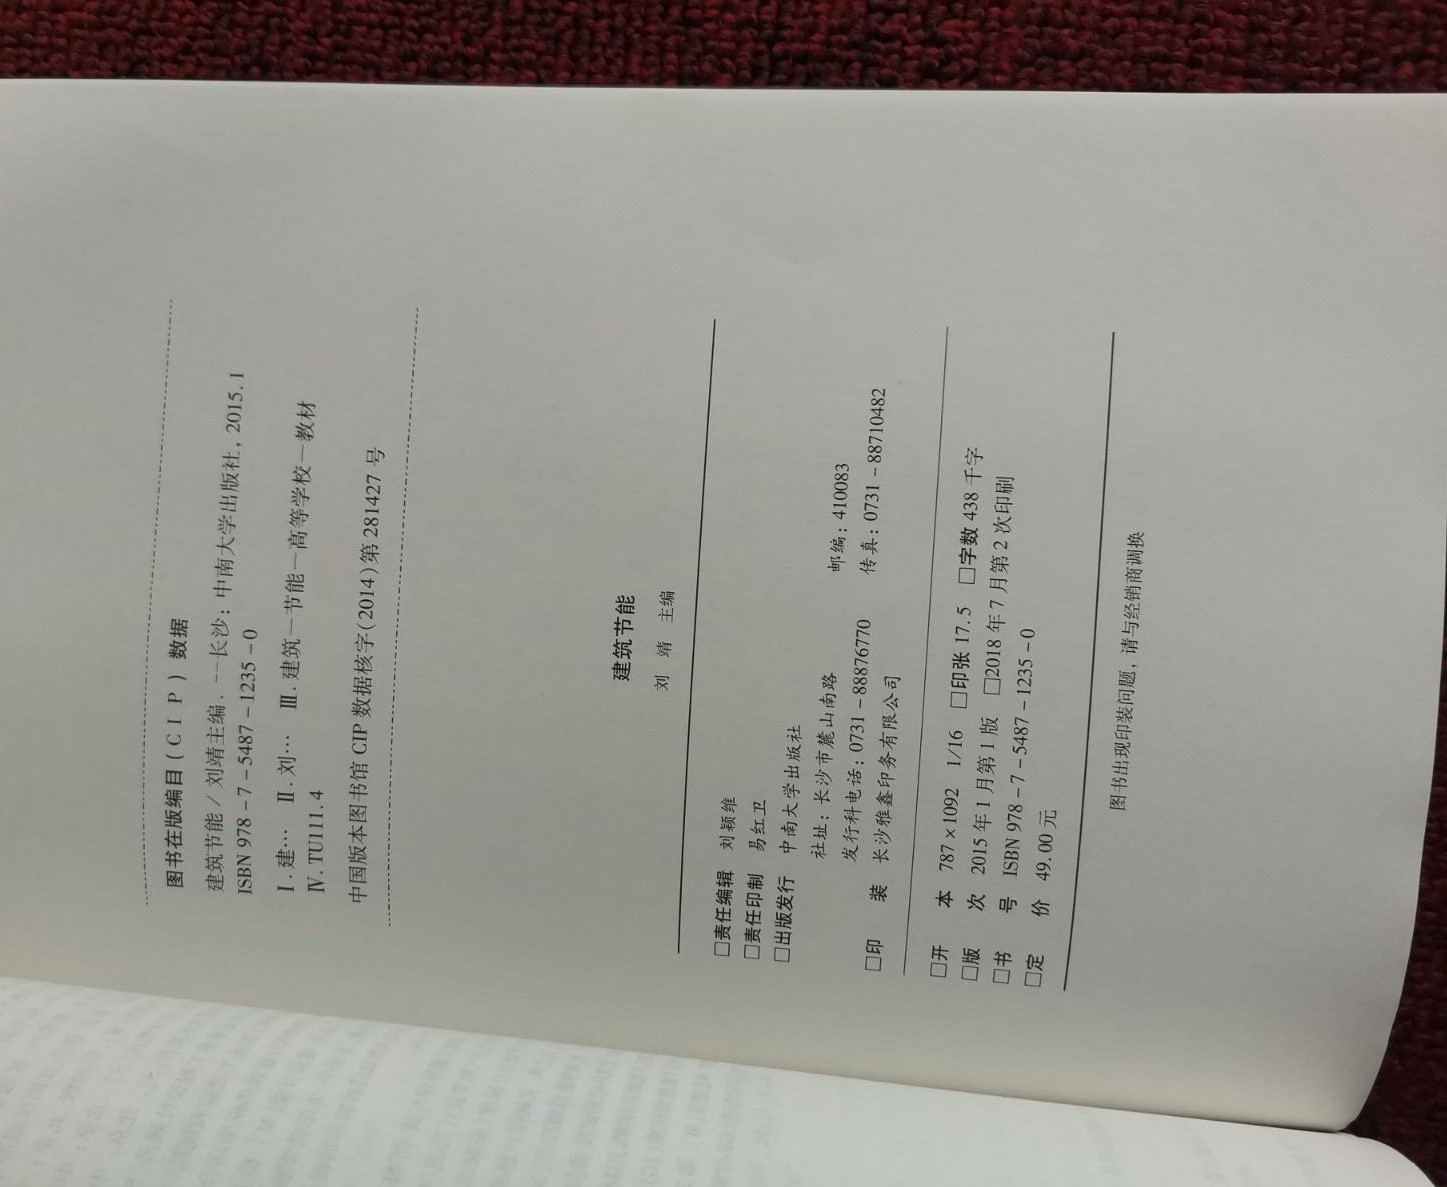 图书在版编目(CIP)数据
建筑节能/刘靖主编.—长沙:中南大学出版社,2015.1
ISBN 978-7-5487-1235-0
Ⅰ.建… Ⅱ.刘… Ⅲ.建筑—节能—高等学校—教材
Ⅳ.TU111.4
中国版本图书馆CIP数据核字(2014)第281427号
建筑节能
刘 靖 主编
□责任编辑 刘颖维
□责任印制 易红卫
□出版发行 中南大学出版社
社址:长沙市麓山南路 邮编:410083
发行科电话:0731-88876770 传真:0731-88710482
□印 装 长沙雅鑫印务有限公司
□开 本 787×1092 1/16 □印张 17.5 □字数 438千字
□版 次 2015年1月第1版 □2018年7月第2次印刷
□书 号 ISBN 978-7-5487-1235-0
□定 价 49.00元
图书出现印装问题,请与经销商调换